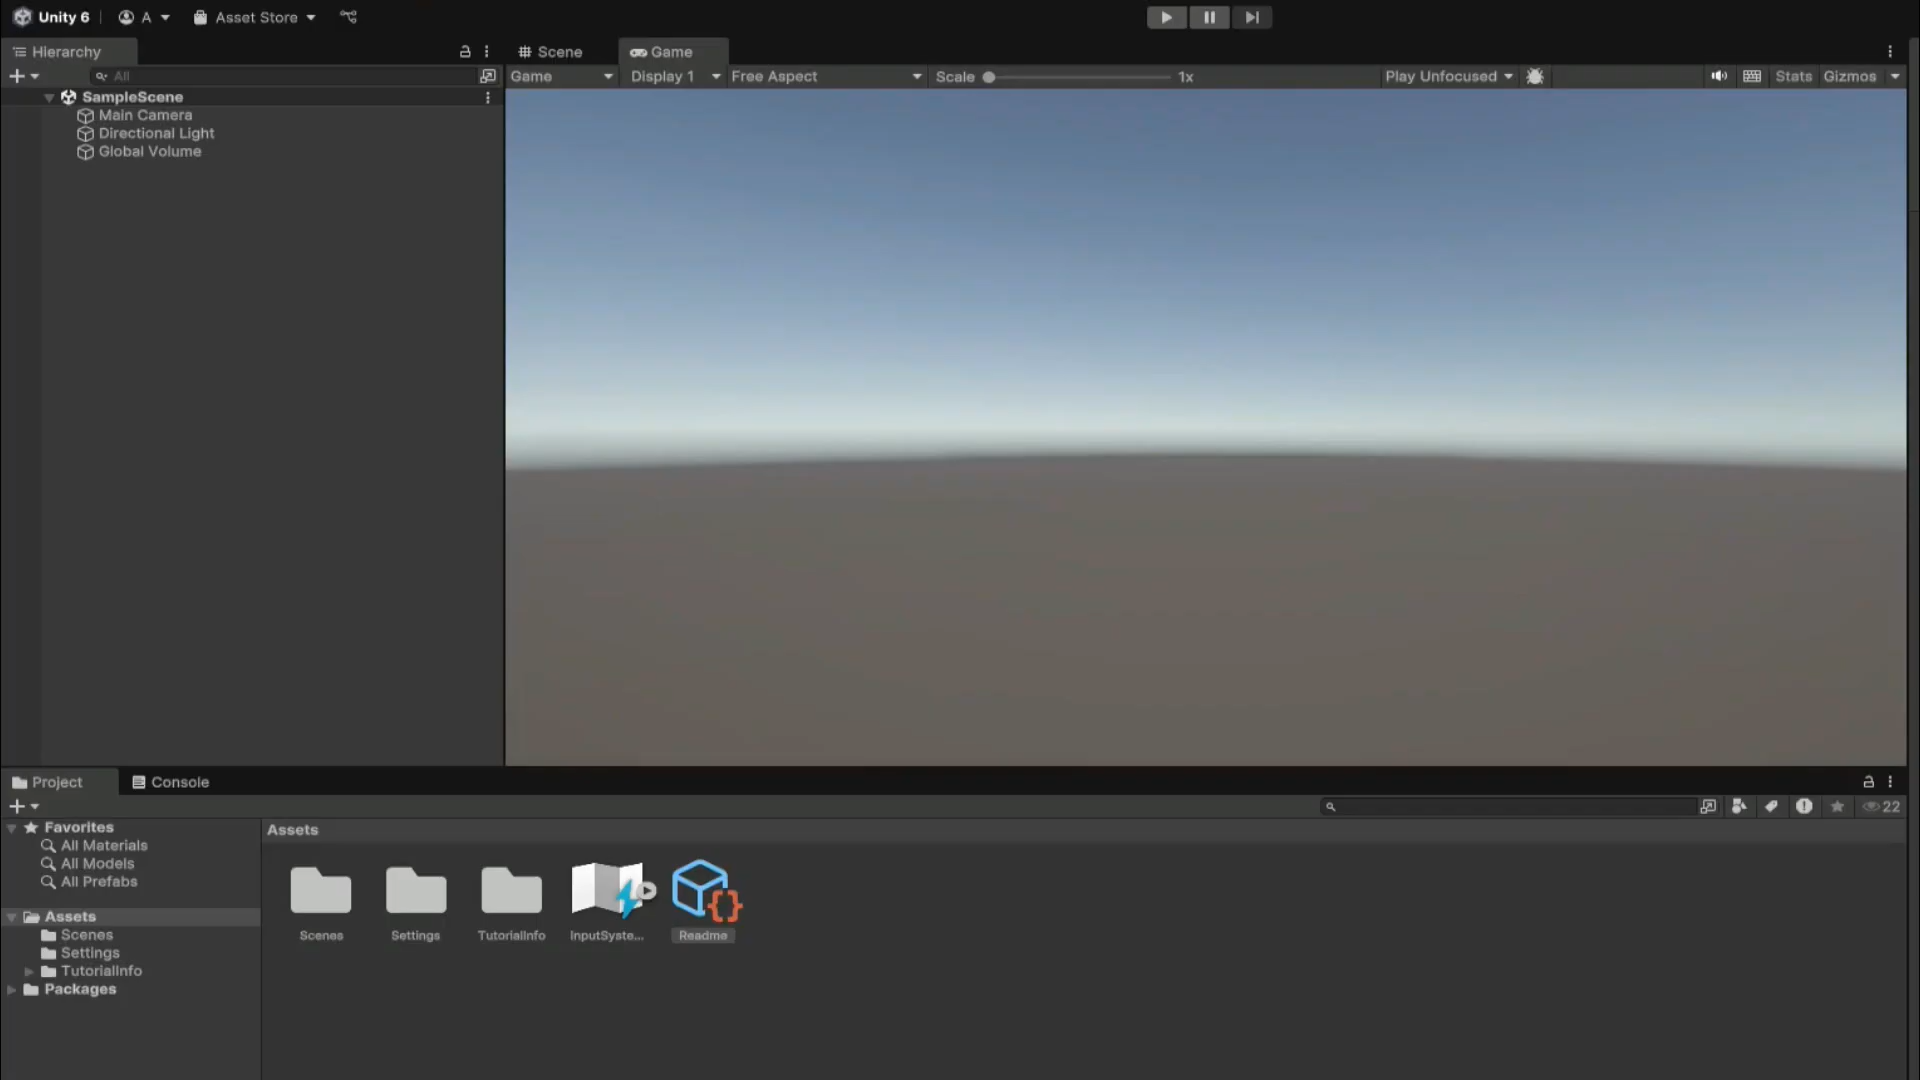 Unity 6 A Asset Store
Hierarchy
All
SampleScene
Main Camera
Directional Light
Global Volume
Scene Game
Game Display 1 Free Aspect Scale 1x Play Unfocused Stats Gizmos
Project Console
22
Favorites
All Materials
All Models
All Prefabs
Assets
Scenes
Settings
TutorialInfo
Packages
Assets
Scenes Settings TutorialInfo InputSyste... Readme